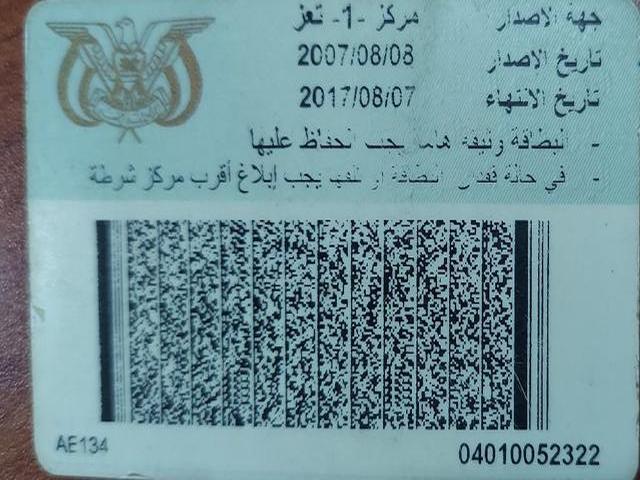 جهة الاصدار مركز -1- تعز
تاريخ الاصدار 2007/08/08
تاريخ الانتهاء 2017/08/07
- البطاقة وثيقة هامة يجب الحفاظ عليها
- في حالة فقدان البطاقة او تلفها يجب إبلاغ أقرب مركز شرطة
04010052322
AE134